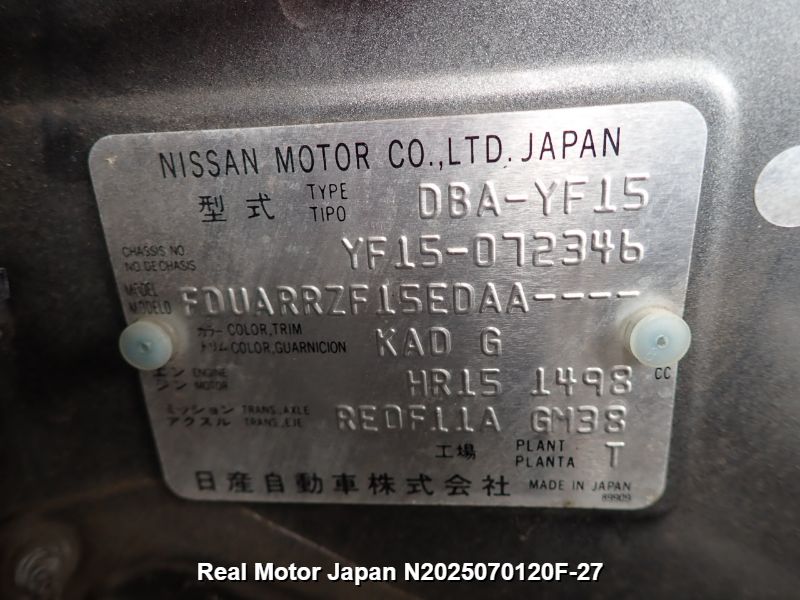 NISSAN MOTOR CO.,LTD. JAPAN
型式 TYPE TIPO DBA-YF15
CHASSIS NO. NO.DE CHASIS YF15-072346
MODEL MODELO FDUARRZF15EDAA----
カラー COLOR,TRIM トリム COLOR,GUARNICION KAD G
エンジン ENGINE MOTOR HR15 1498 CC
ミッション TRANS.,AXLE アクスル TRANS.,EJE RE0F11A GM38
工場 PLANT PLANTA T
日産自動車株式会社 MADE IN JAPAN
89909
Real Motor Japan N2025070120F-27